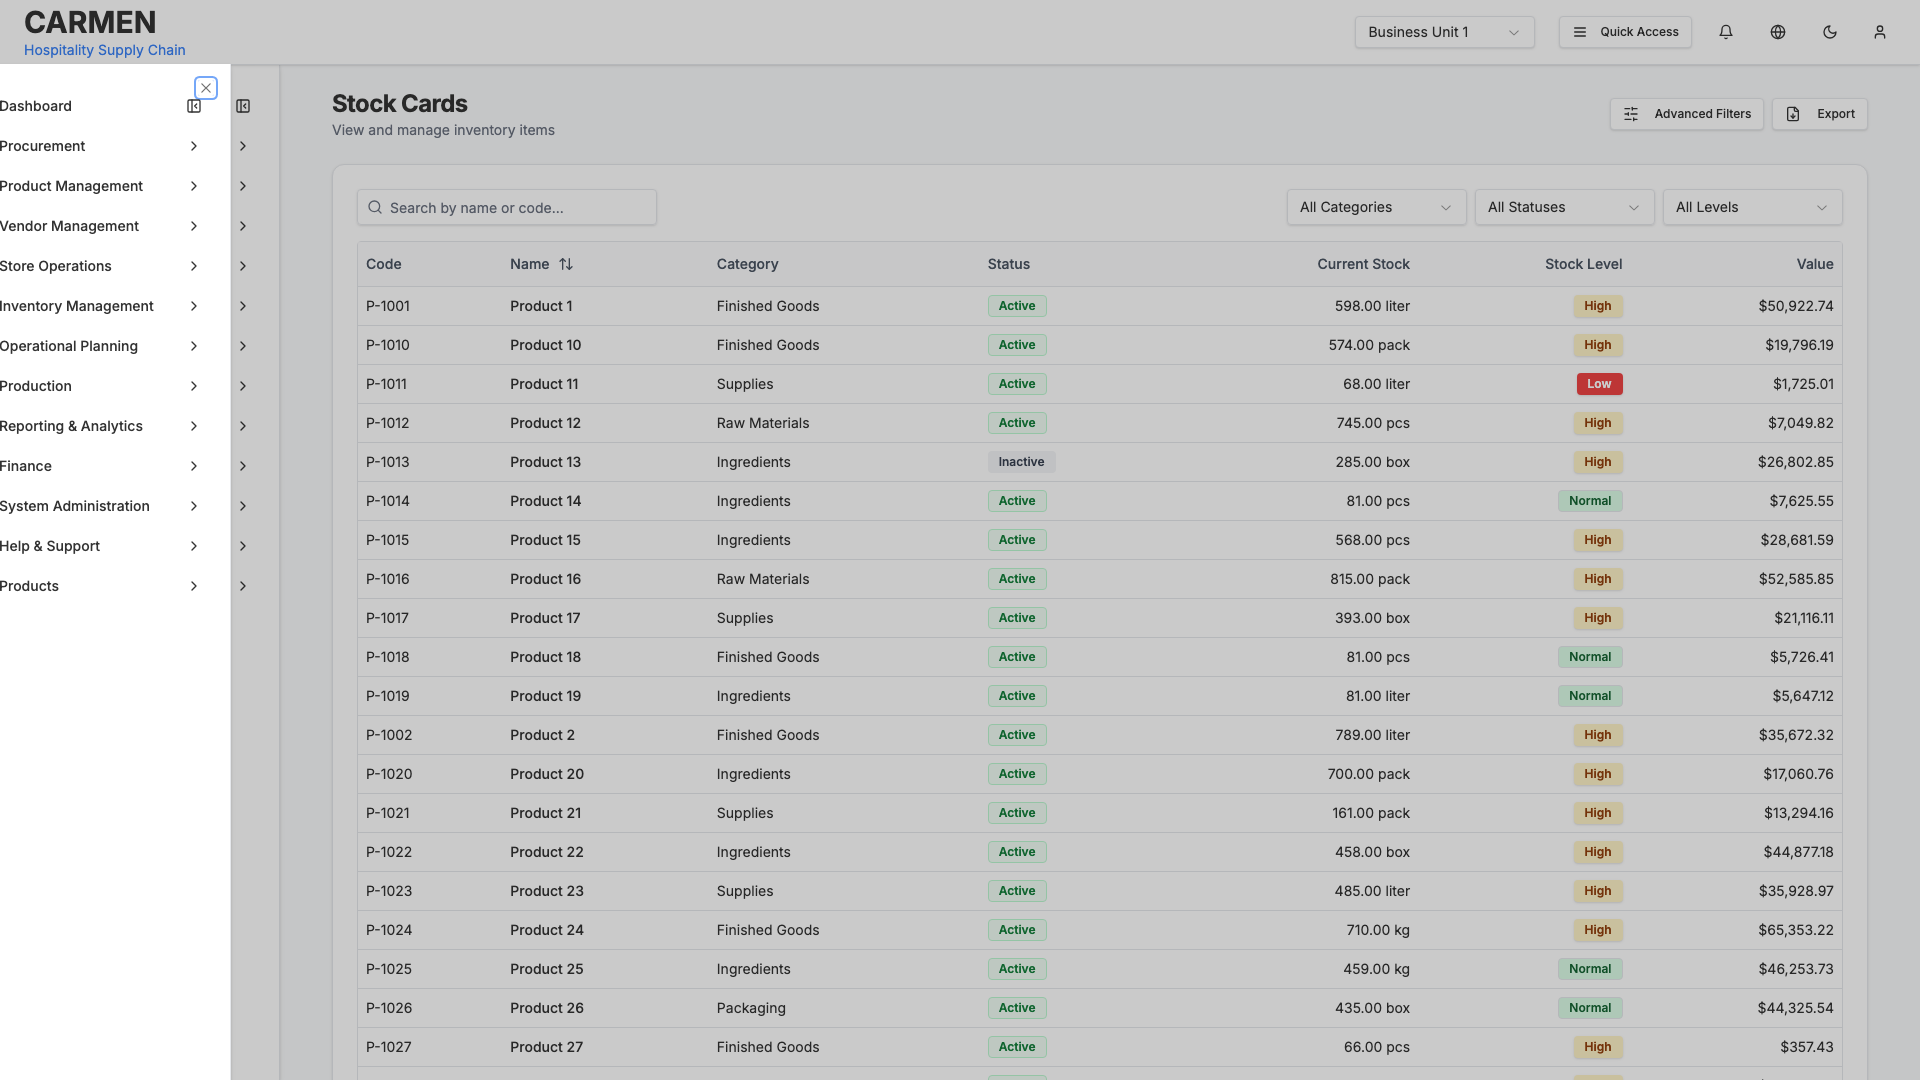 CARMEN
Hospitality Supply Chain
Business Unit 1
Quick Access
Dashboard
Procurement
Product Management
Vendor Management
Store Operations
Inventory Management
Operational Planning
Production
Reporting & Analytics
Finance
System Administration
Help & Support
Products
Stock Cards
View and manage inventory items
Advanced Filters
Export
Search by name or code...
All Categories
All Statuses
All Levels
Code Name Category Status Current Stock Stock Level Value
P-1001 Product 1 Finished Goods Active 598.00 liter High $50,922.74
P-1010 Product 10 Finished Goods Active 574.00 pack High $19,796.19
P-1011 Product 11 Supplies Active 68.00 liter Low $1,725.01
P-1012 Product 12 Raw Materials Active 745.00 pcs High $7,049.82
P-1013 Product 13 Ingredients Inactive 285.00 box High $26,802.85
P-1014 Product 14 Ingredients Active 81.00 pcs Normal $7,625.55
P-1015 Product 15 Ingredients Active 568.00 pcs High $28,681.59
P-1016 Product 16 Raw Materials Active 815.00 pack High $52,585.85
P-1017 Product 17 Supplies Active 393.00 box High $21,116.11
P-1018 Product 18 Finished Goods Active 81.00 pcs Normal $5,726.41
P-1019 Product 19 Ingredients Active 81.00 liter Normal $5,647.12
P-1002 Product 2 Finished Goods Active 789.00 liter High $35,672.32
P-1020 Product 20 Ingredients Active 700.00 pack High $17,060.76
P-1021 Product 21 Supplies Active 161.00 pack High $13,294.16
P-1022 Product 22 Ingredients Active 458.00 box High $44,877.18
P-1023 Product 23 Supplies Active 485.00 liter High $35,928.97
P-1024 Product 24 Finished Goods Active 710.00 kg High $65,353.22
P-1025 Product 25 Ingredients Active 459.00 kg Normal $46,253.73
P-1026 Product 26 Packaging Active 435.00 box Normal $44,325.54
P-1027 Product 27 Finished Goods Active 66.00 pcs High $357.43